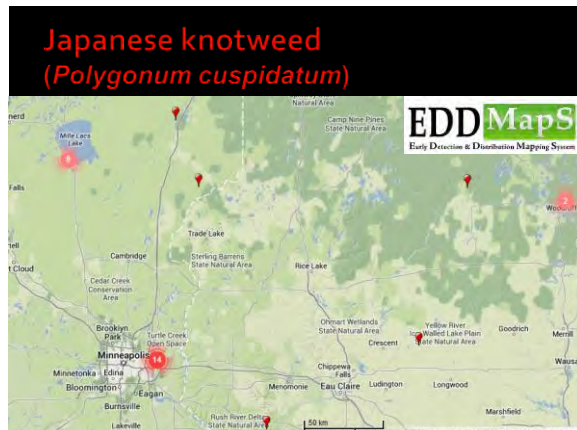 Japanese knotweed
(Polygonum cuspidatum)
EDDMapS
Early Detection & Distribution Mapping System
State Natural Area
Camp Nine Pines
State Natural Area
Mille Lacs
Lake
8
2
Falls
Trade Lake
Cambridge
Sterling Barrens
State Natural Area
Rice Lake
t Cloud
Cedar Creek
Conservation
Area
Ohmart Wetlands
State Natural Area
Yellow River
Ice Walled Lake Plain
State Natural Area
Goodrich
Merrill
Crescent
Brooklyn
Park
Turtle Creek
Open Space
Minneapolis
14
Minnetonka
Edina
Bloomington
Eagan
Burnsville
Lakeville
Chippewa
Falls
Menomonie
Eau Claire
Ludington
Longwood
Wausa
Marshfield
Rush River Delta
State Natural Area
50 km